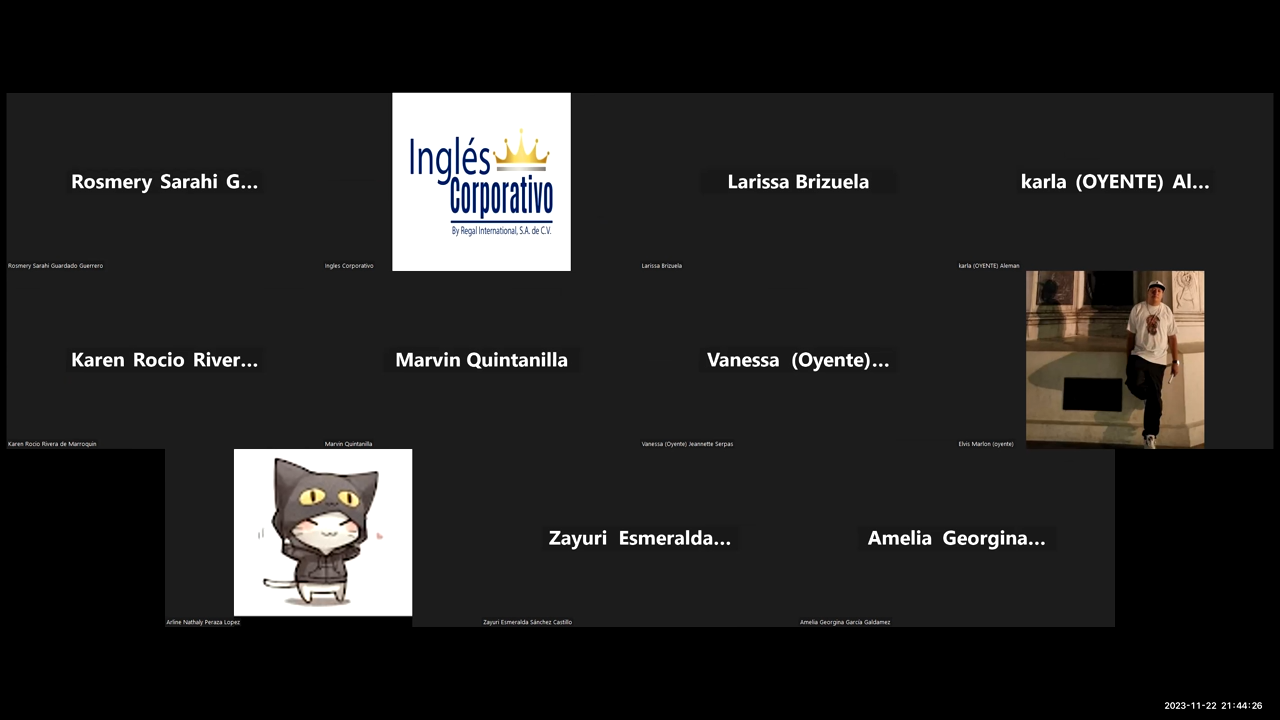 Rosmery Sarahi G...
Rosmery Sarahi Guardado Guerrero
Inglés
Corporativo
By Regal International, S.A. de C.V.
Ingles Corporativo
Larissa Brizuela
Larissa Brizuela
karla (OYENTE) Al...
karla (OYENTE) Aleman
Karen Rocio River...
Karen Rocio Rivera de Marroquin
Marvin Quintanilla
Marvin Quintanilla
Vanessa (Oyente)...
Vanessa (Oyente) Jeannette Serpas
Elvis Marlon (oyente)
Arline Nathaly Peraza Lopez
Zayuri Esmeralda...
Zayuri Esmeralda Sánchez Castillo
Amelia Georgina...
Amelia Georgina García Galdamez
2023-11-22 21:44:26